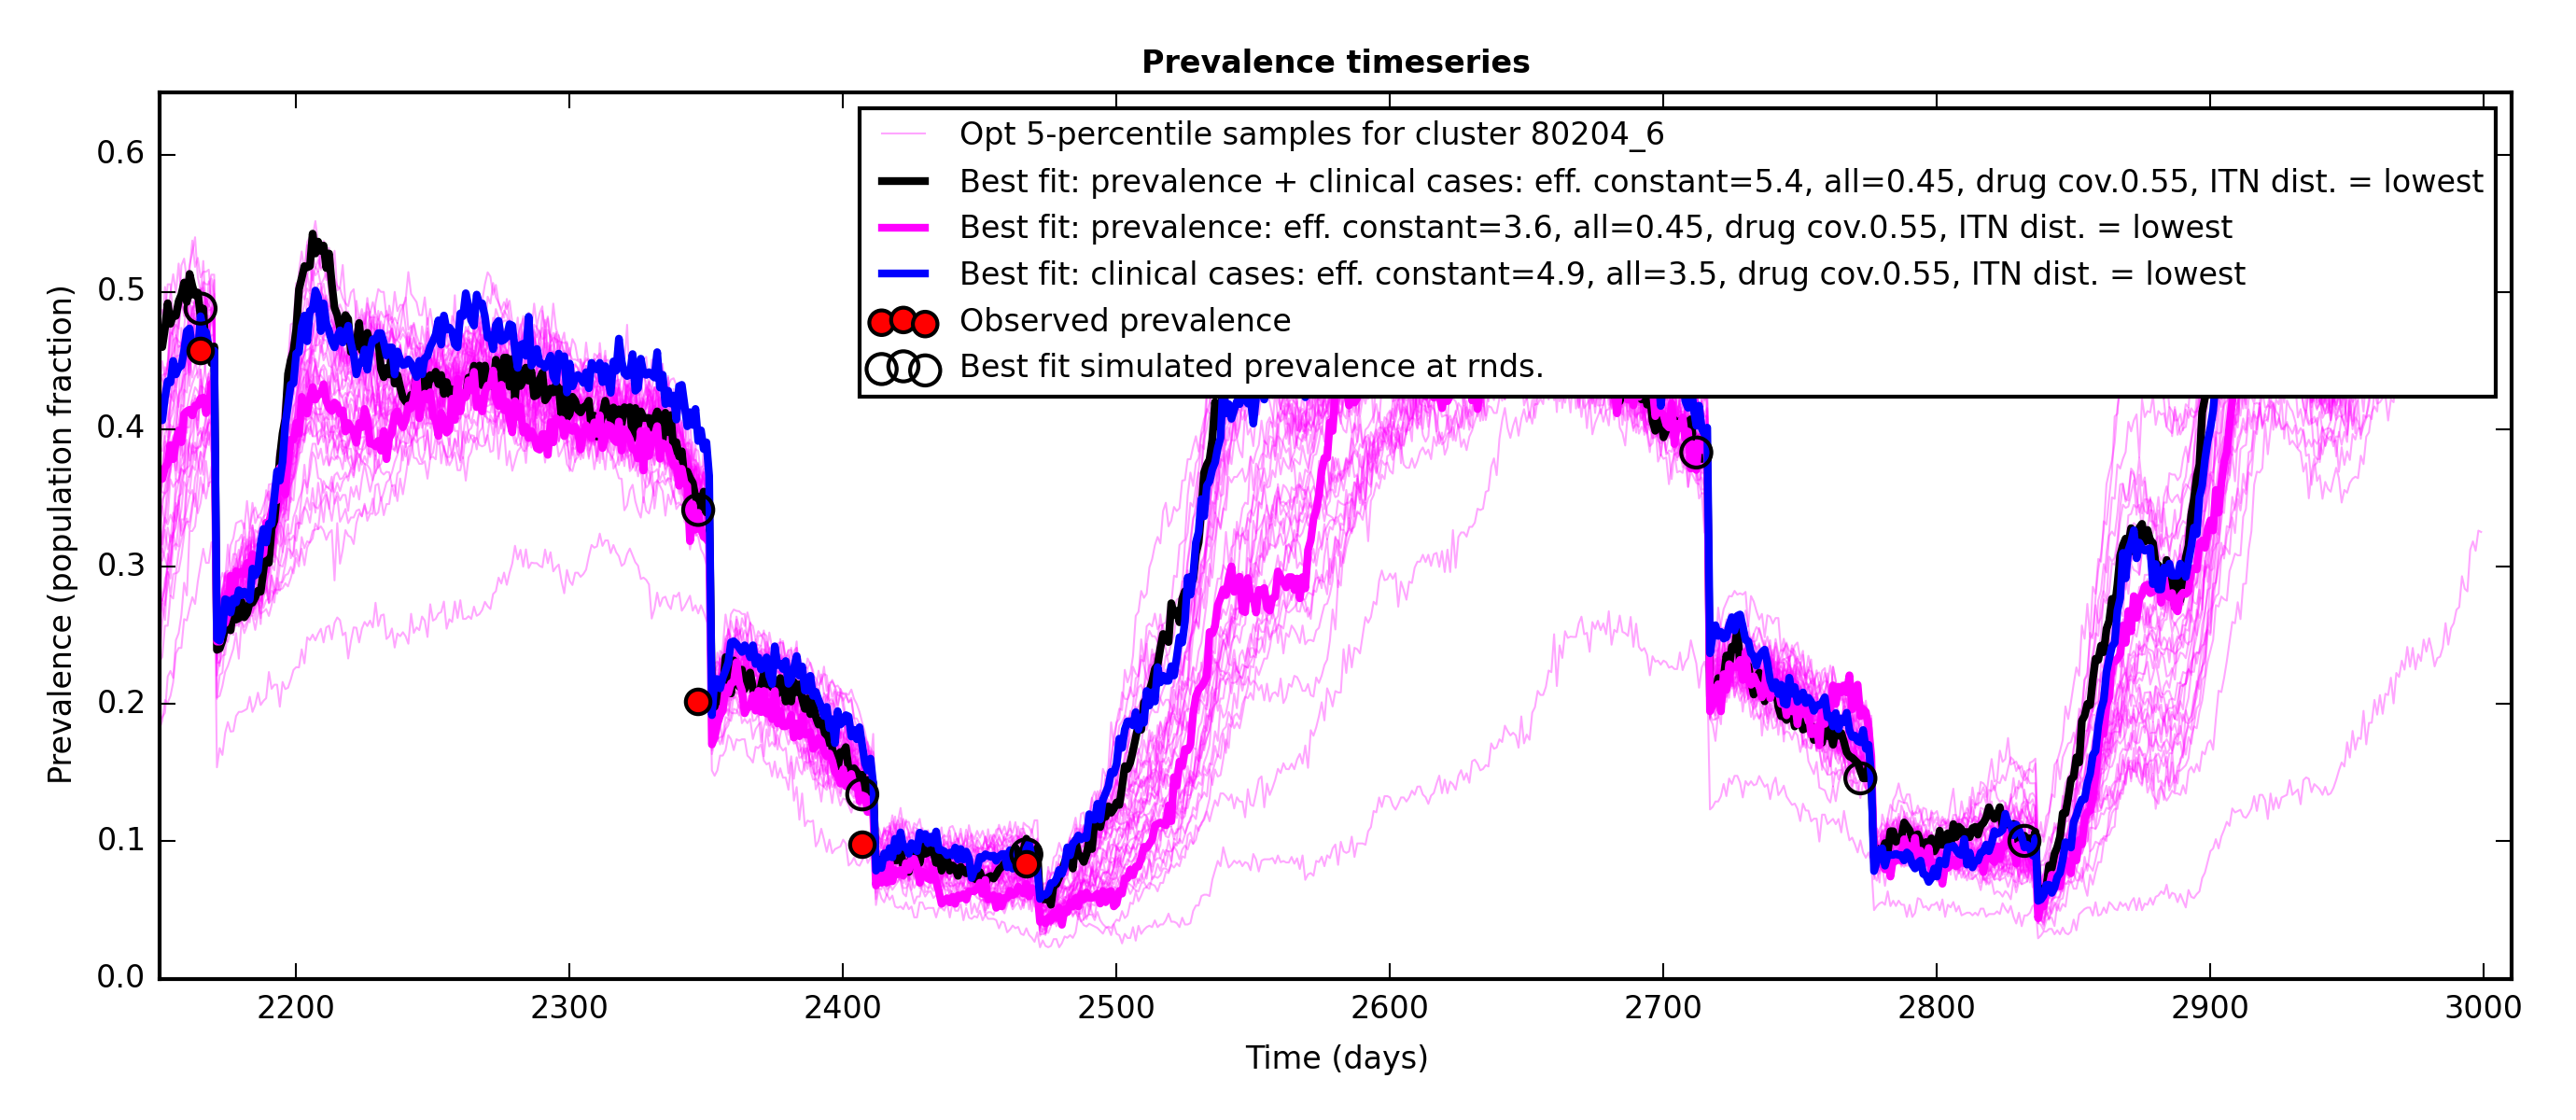 Prevalence timeseries
Prevalence (population fraction)
0.6
0.5
0.4
0.3
0.2
0.1
0.0
Opt 5-percentile samples for cluster 80204_6
Best fit: prevalence + clinical cases: eff. constant=5.4, all=0.45, drug cov.0.55, ITN dist. = lowest
Best fit: prevalence: eff. constant=3.6, all=0.45, drug cov.0.55, ITN dist. = lowest
Best fit: clinical cases: eff. constant=4.9, all=3.5, drug cov.0.55, ITN dist. = lowest
Observed prevalence
Best fit simulated prevalence at rnds.
2200 2300 2400 2500 2600 2700 2800 2900 3000
Time (days)